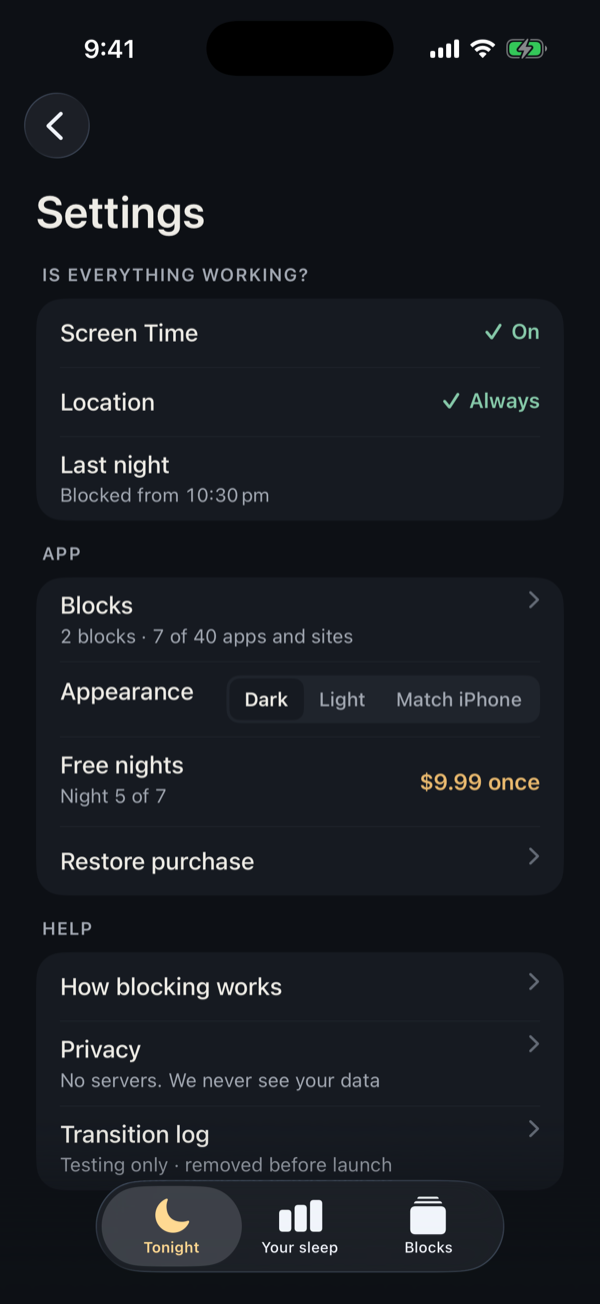 9:41
Settings
IS EVERYTHING WORKING?
Screen Time
On
Location
Always
Last night
Blocked from 10:30 pm
APP
Blocks
2 blocks · 7 of 40 apps and sites
Appearance
Dark
Light
Match iPhone
Free nights
Night 5 of 7
$9.99 once
Restore purchase
HELP
How blocking works
Privacy
No servers. We never see your data
Transition log
Testing only · removed before launch
Tonight
Your sleep
Blocks